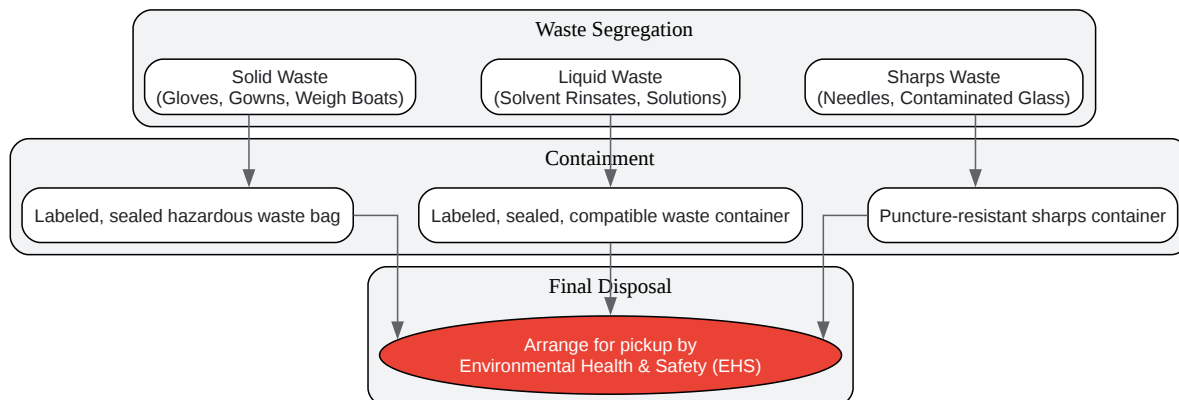 Waste Segregation
Solid Waste
(Gloves, Gowns, Weigh Boats)
Liquid Waste
(Solvent Rinsates, Solutions)
Sharps Waste
(Needles, Contaminated Glass)
Containment
Labeled, sealed hazardous waste bag
Labeled, sealed, compatible waste container
Puncture-resistant sharps container
Final Disposal
Arrange for pickup by
Environmental Health & Safety (EHS)